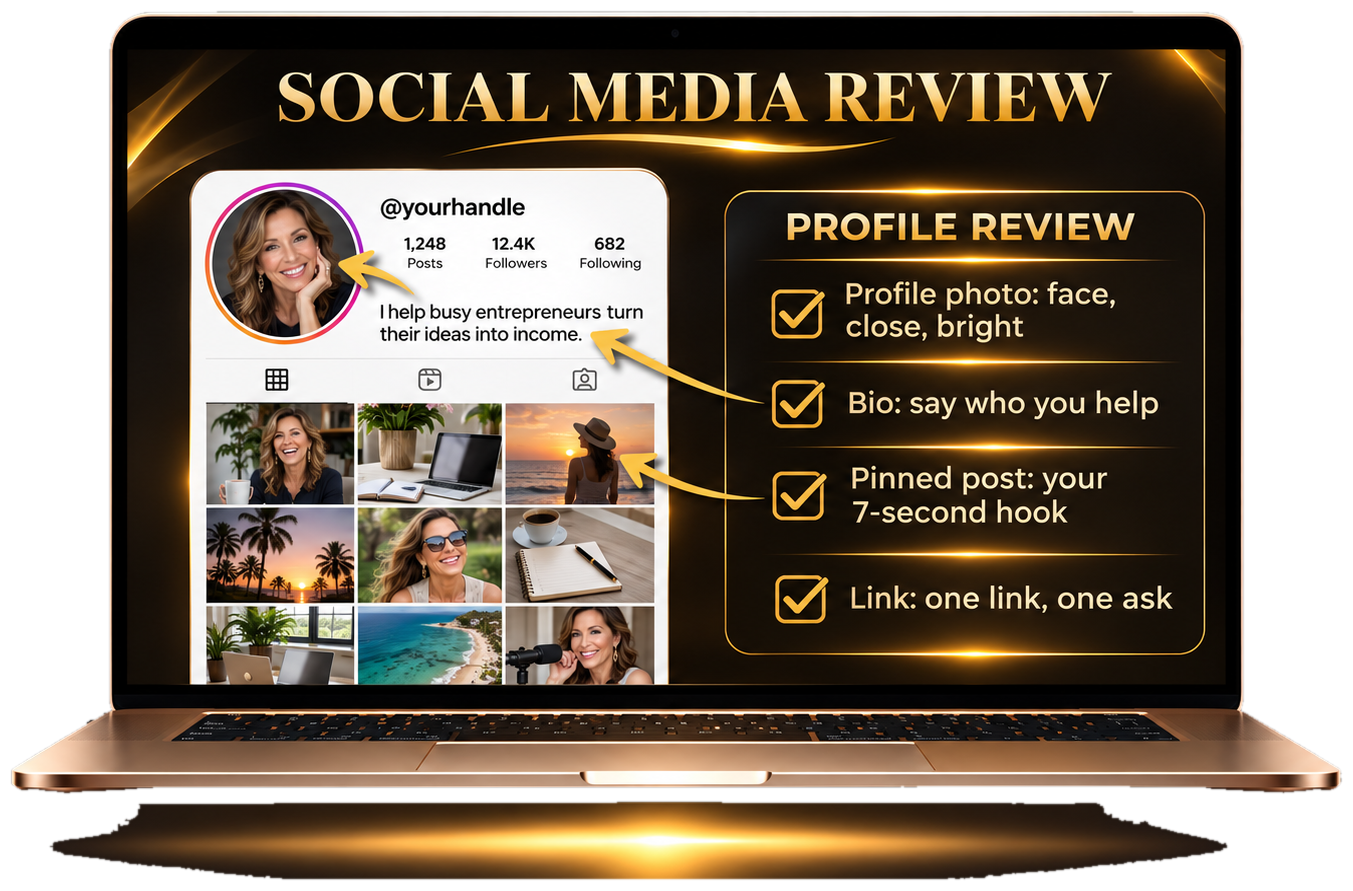 SOCIAL MEDIA REVIEW
@yourhandle
1,248
12.4K
682
Posts
Followers
Following
I help busy entrepreneurs turn
their ideas into income.
PROFILE REVIEW
Profile photo: face,
close, bright
Bio: say who you help
Pinned post: your
7-second hook
Link: one link, one ask